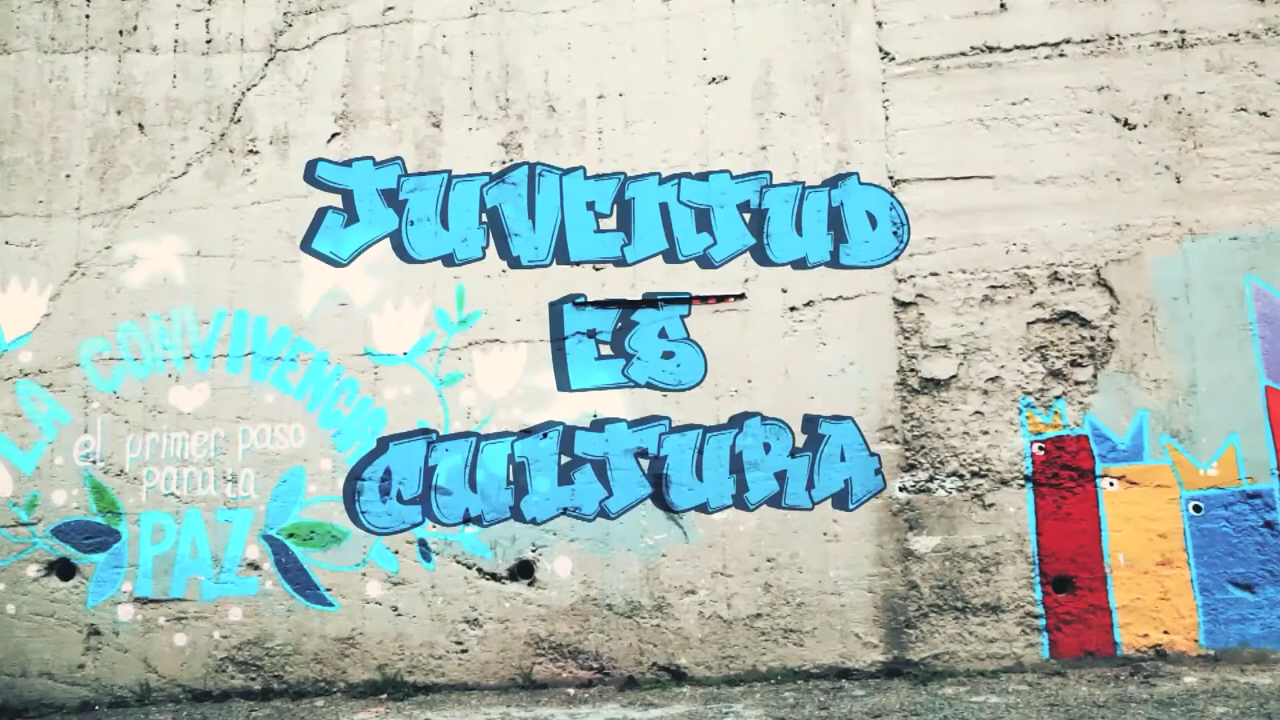 JUVENTUD
ES
CULTURA
LA CONVIVENCIA
el primer paso
para la
PAZ